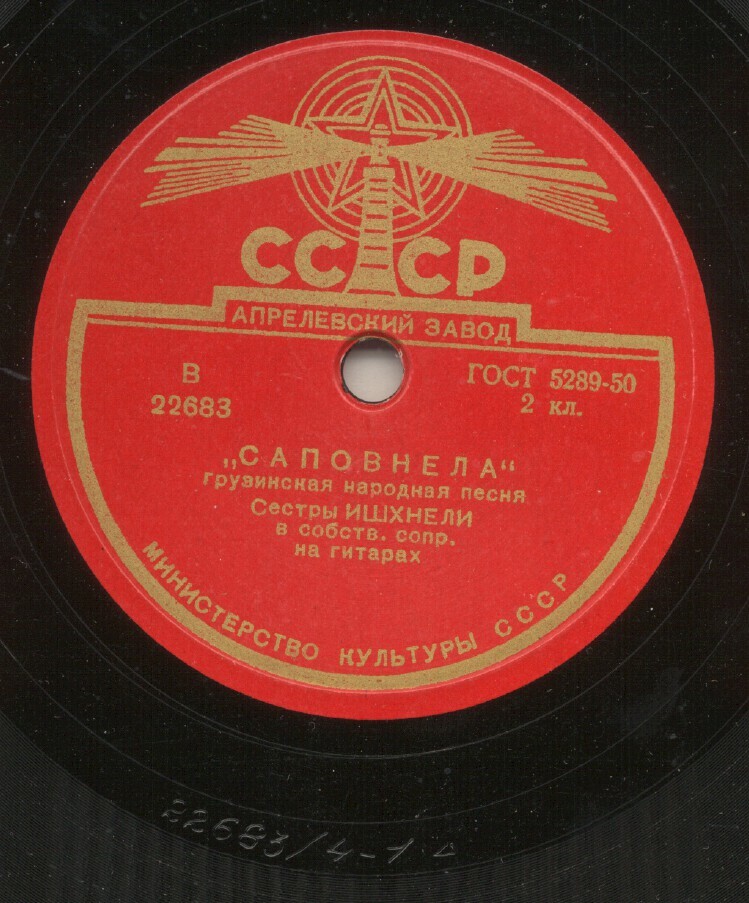 СССР
АПРЕЛЕВСКИЙ ЗАВОД
В
22683
ГОСТ 5289-50
2 кл.
„САПОВНЕЛА“
грузинская народная песня
Сестры ИШХНЕЛИ
в собств. сопр.
на гитарах
МИНИСТЕРСТВО КУЛЬТУРЫ СССР
22683/4-1